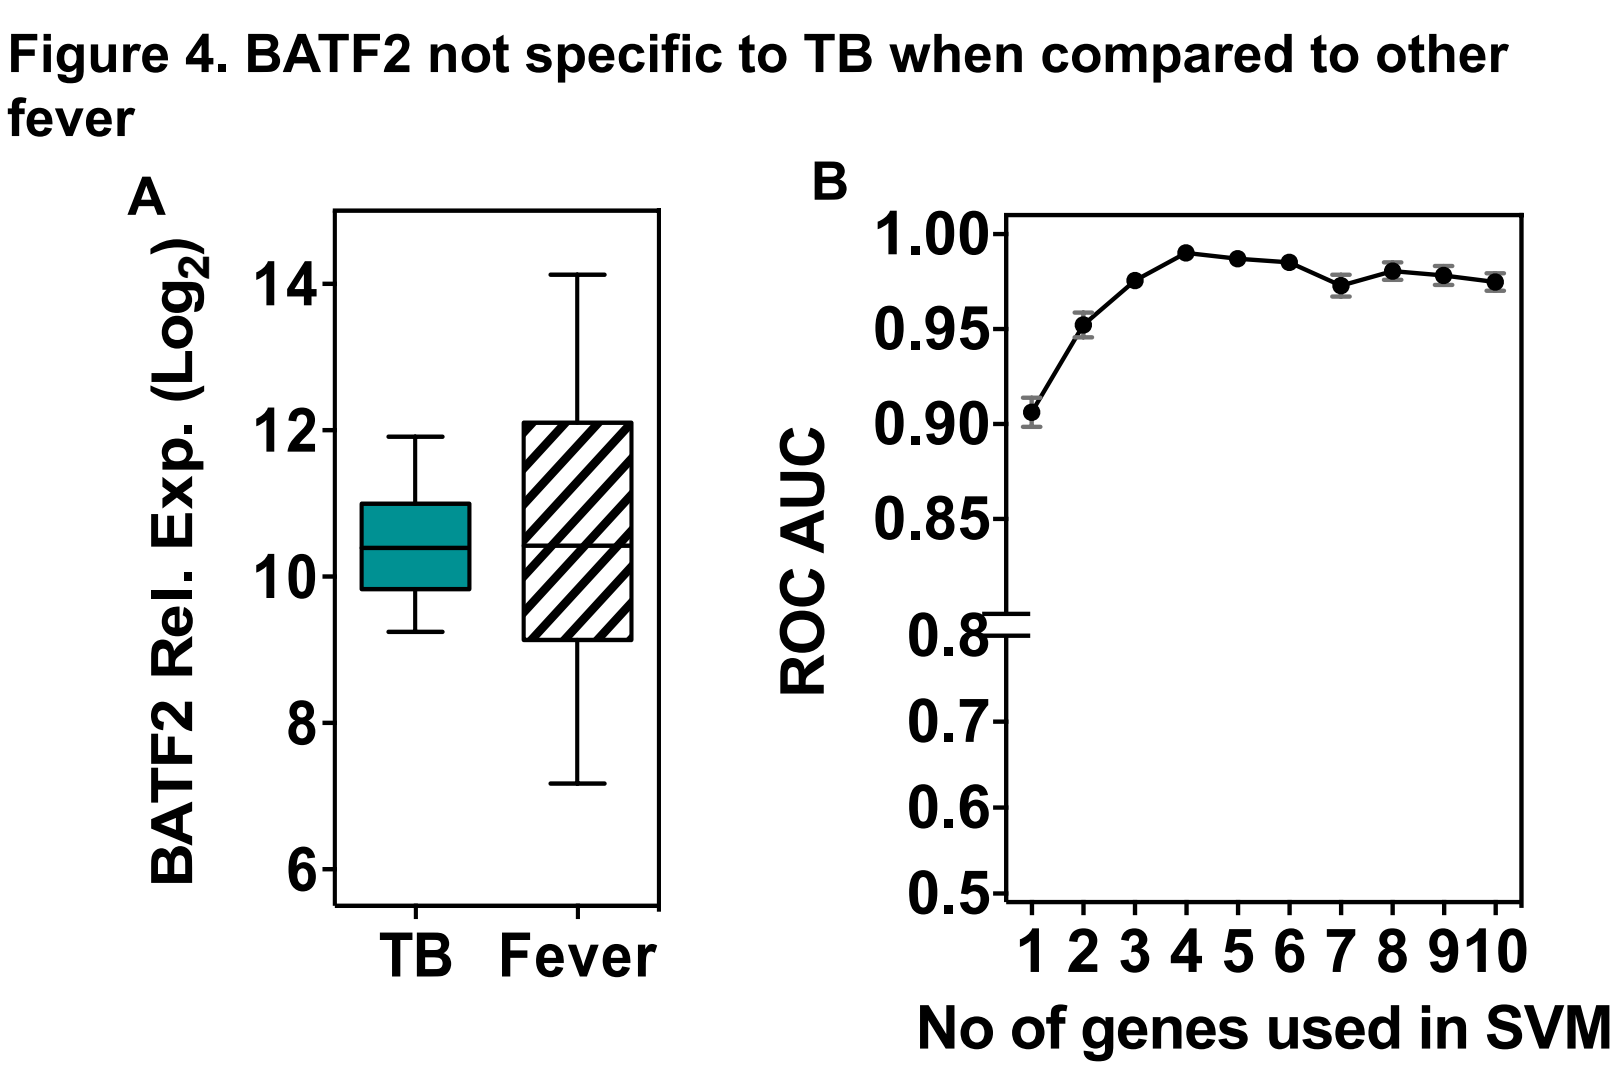 Figure 4. BATF2 not specific to TB when compared to other
fever
A
BATF2 Rel. Exp. (Log₂)
14
12
10
8
6
TB Fever
B
ROC AUC
1.00
0.95
0.90
0.85
0.8
0.7
0.6
0.5
1 2 3 4 5 6 7 8 9 10
No of genes used in SVM